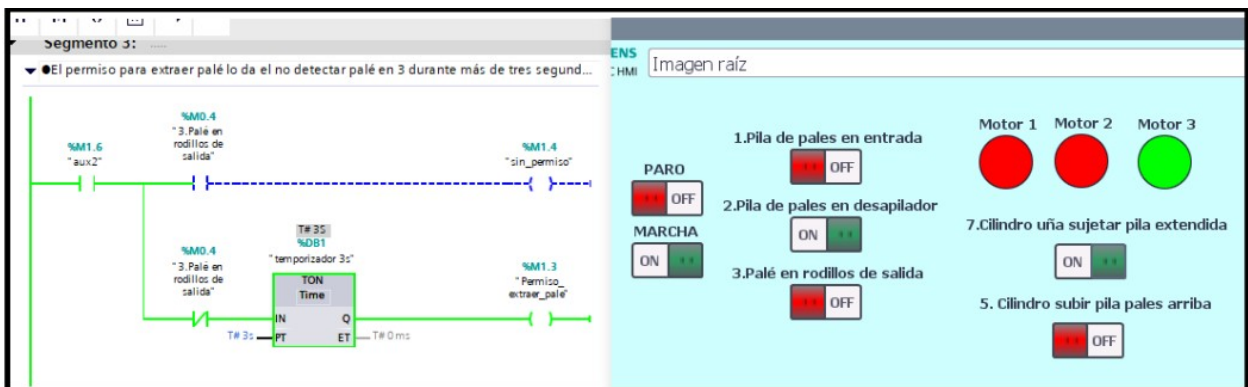 Segmento 3: .....
●El permiso para extraer palé lo da el no detectar palé en 3 durante más de tres segund...
%M1.6
"aux2"
%M0.4
"3.Palé en
rodillos de
salida"
%M1.4
"sin_permiso"
%M0.4
"3.Palé en
rodillos de
salida"
T# 3S
%DB1
"temporizador 3s"
TON
Time
IN Q
T# 3s PT ET T# 0ms
%M1.3
"Permiso_
extraer_pale"
ENS
HMI
Imagen raíz
PARO
OFF
MARCHA
ON
1.Pila de pales en entrada
OFF
2.Pila de pales en desapilador
ON
3.Palé en rodillos de salida
OFF
Motor 1 Motor 2 Motor 3
7.Cilindro uña sujetar pila extendida
ON
5. Cilindro subir pila pales arriba
OFF